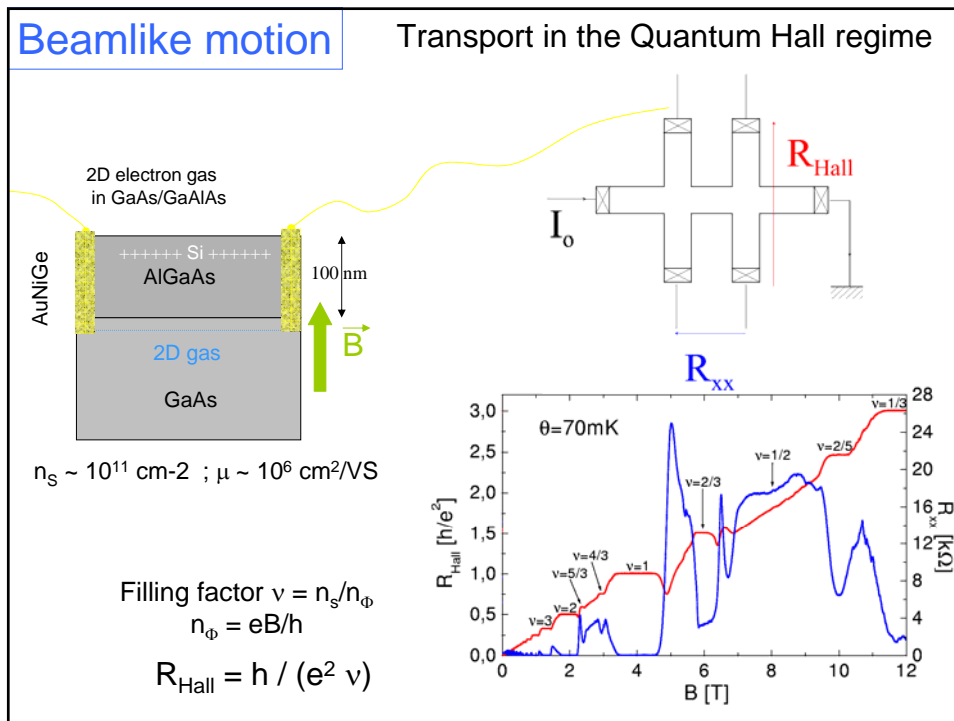 Beamlike motion
Transport in the Quantum Hall regime
2D electron gas
in GaAs/GaAlAs
AuNiGe
++++++ Si ++++++
AlGaAs
100 nm
B
2D gas
GaAs
n_S ~ 10^11 cm-2 ; μ ~ 10^6 cm²/VS
Filling factor ν = n_s/n_Φ
n_Φ = eB/h
R_Hall = h / (e² ν)
I_o
R_Hall
R_xx
θ=70mK
ν=3
ν=2
ν=5/3
ν=4/3
ν=1
ν=2/3
ν=1/2
ν=2/5
ν=1/3
R_Hall [h/e²]
3,0
2,5
2,0
1,5
1,0
0,5
0,0
0 2 4 6 8 10 12
B [T]
28
24
20
16
12
8
4
0
R_xx [kΩ]